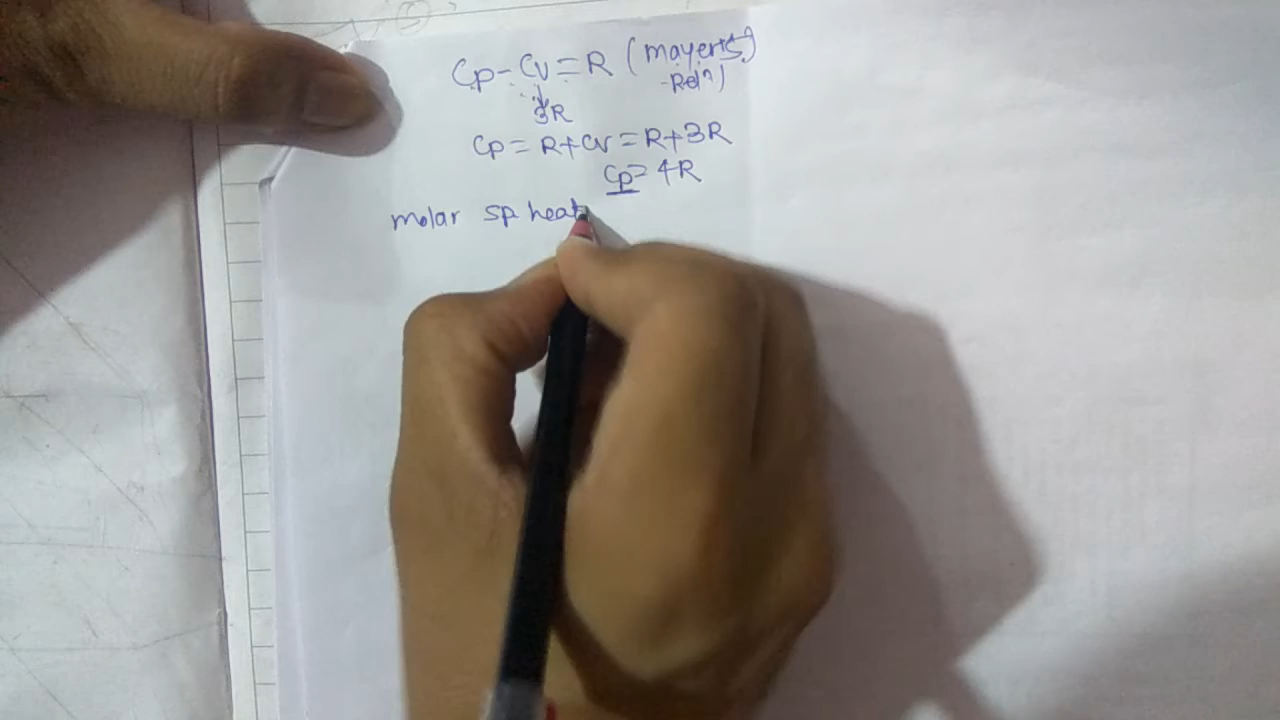 Cp - Cv = R (mayer's)
Relⁿ)
3R
Cp = R + Cv = R + 3R
Cp = 4R
molar sp heat